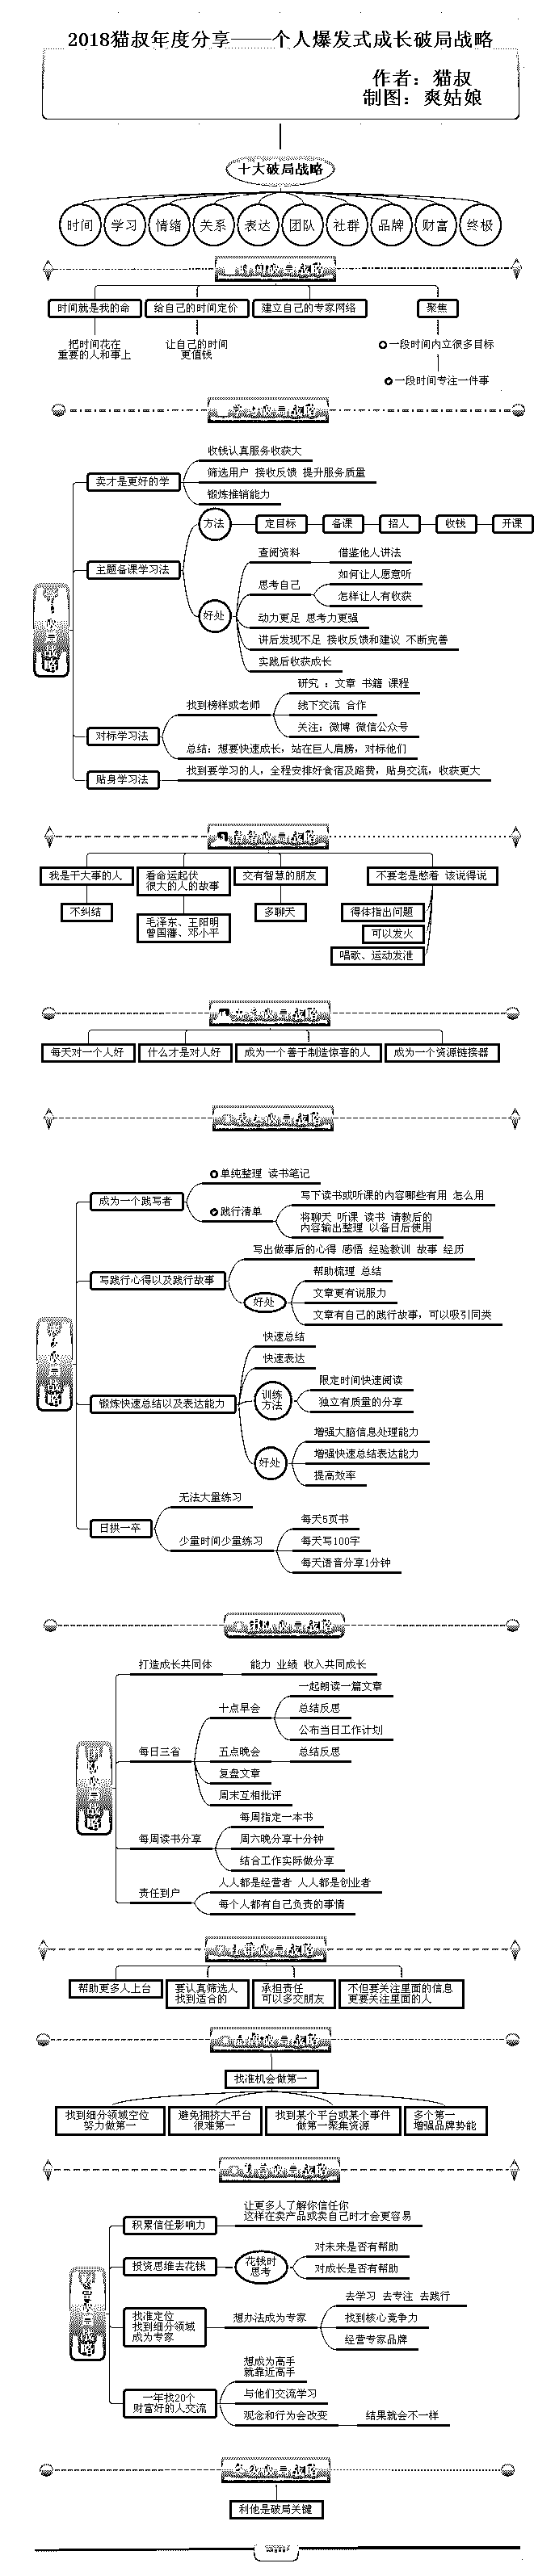 2018猫叔年度分享——个人爆发式成长破局战略
作者：猫叔
制图：爽姑娘
十大破局战略
时间 学习 情绪 关系 表达 团队 社群 品牌 财富 终极
时间就是我的命 给自己的时间定价 建立自己的专家网络 聚焦
把时间花在
重要的人和事上
让自己的时间
更值钱
一段时间内立很多目标
一段时间专注一件事
卖才是更好的学
收钱认真服务收获大
筛选用户 接收反馈 提升服务质量
锻炼推销能力
主题备课学习法
方法 定目标 备课 招人 收钱 开课
好处
查阅资料 借鉴他人讲法
思考自己
如何让人愿意听
怎样让人有收获
动力更足 思考力更强
讲后发现不足 接收反馈和建议 不断完善
实践后收获成长
对标学习法
找到榜样或老师
研究 ：文章 书籍 课程
线下交流 合作
关注：微博 微信公众号
总结：想要快速成长，站在巨人肩膀，对标他们
贴身学习法
找到要学习的人，全程安排好食宿及路费，贴身交流，收获更大
我是干大事的人
不纠结
看命运起伏
很大的人的故事
毛泽东、王阳明
曾国藩、邓小平
交有智慧的朋友
多聊天
不要老是憋着 该说得说
得体指出问题
可以发火
唱歌、运动发泄
每天对一个人好 什么才是对人好 成为一个善于制造惊喜的人 成为一个资源链接器
成为一个践写者
单纯整理 读书笔记
践行清单
写下读书或听课的内容哪些有用 怎么用
将聊天 听课 读书 请教后的
内容输出整理 以备日后使用
写践行心得以及践行故事
写出做事后的心得 感悟 经验教训 故事 经历
好处
帮助梳理 总结
文章更有说服力
文章有自己的践行故事，可以吸引同类
锻炼快速总结以及表达能力
快速总结
快速表达
训练
方法
限定时间快速阅读
独立有质量的分享
好处
增强大脑信息处理能力
增强快速总结表达能力
提高效率
日拱一卒
无法大量练习
少量时间少量练习
每天5页书
每天写100字
每天语音分享1分钟
打造成长共同体 能力 业绩 收入共同成长
每日三省
十点早会
一起朗读一篇文章
总结反思
公布当日工作计划
五点晚会 总结反思
复盘文章
周末互相批评
每周读书分享
每周指定一本书
周六晚分享十分钟
结合工作实际做分享
责任到户
人人都是经营者 人人都是创业者
每个人都有自己负责的事情
帮助更多人上台
要认真筛选人
找到适合的
承担责任
可以多交朋友
不但要关注里面的信息
更要关注里面的人
找准机会做第一
找到细分领域空位
努力做第一
避免拥挤大平台
很难第一
找到某个平台或某个事件
做第一聚集资源
多个第一
增强品牌势能
积累信任影响力
让更多人了解你信任你
这样在卖产品或卖自己时才会更容易
投资思维去花钱
花钱时
思考
对未来是否有帮助
对成长是否有帮助
找准定位
找到细分领域
成为专家
想办法成为专家
去学习 去专注 去践行
找到核心竞争力
经营专家品牌
一年找20个
财富好的人交流
想成为高手
就靠近高手
与他们交流学习
观念和行为会改变 结果就会不一样
利他是破局关键